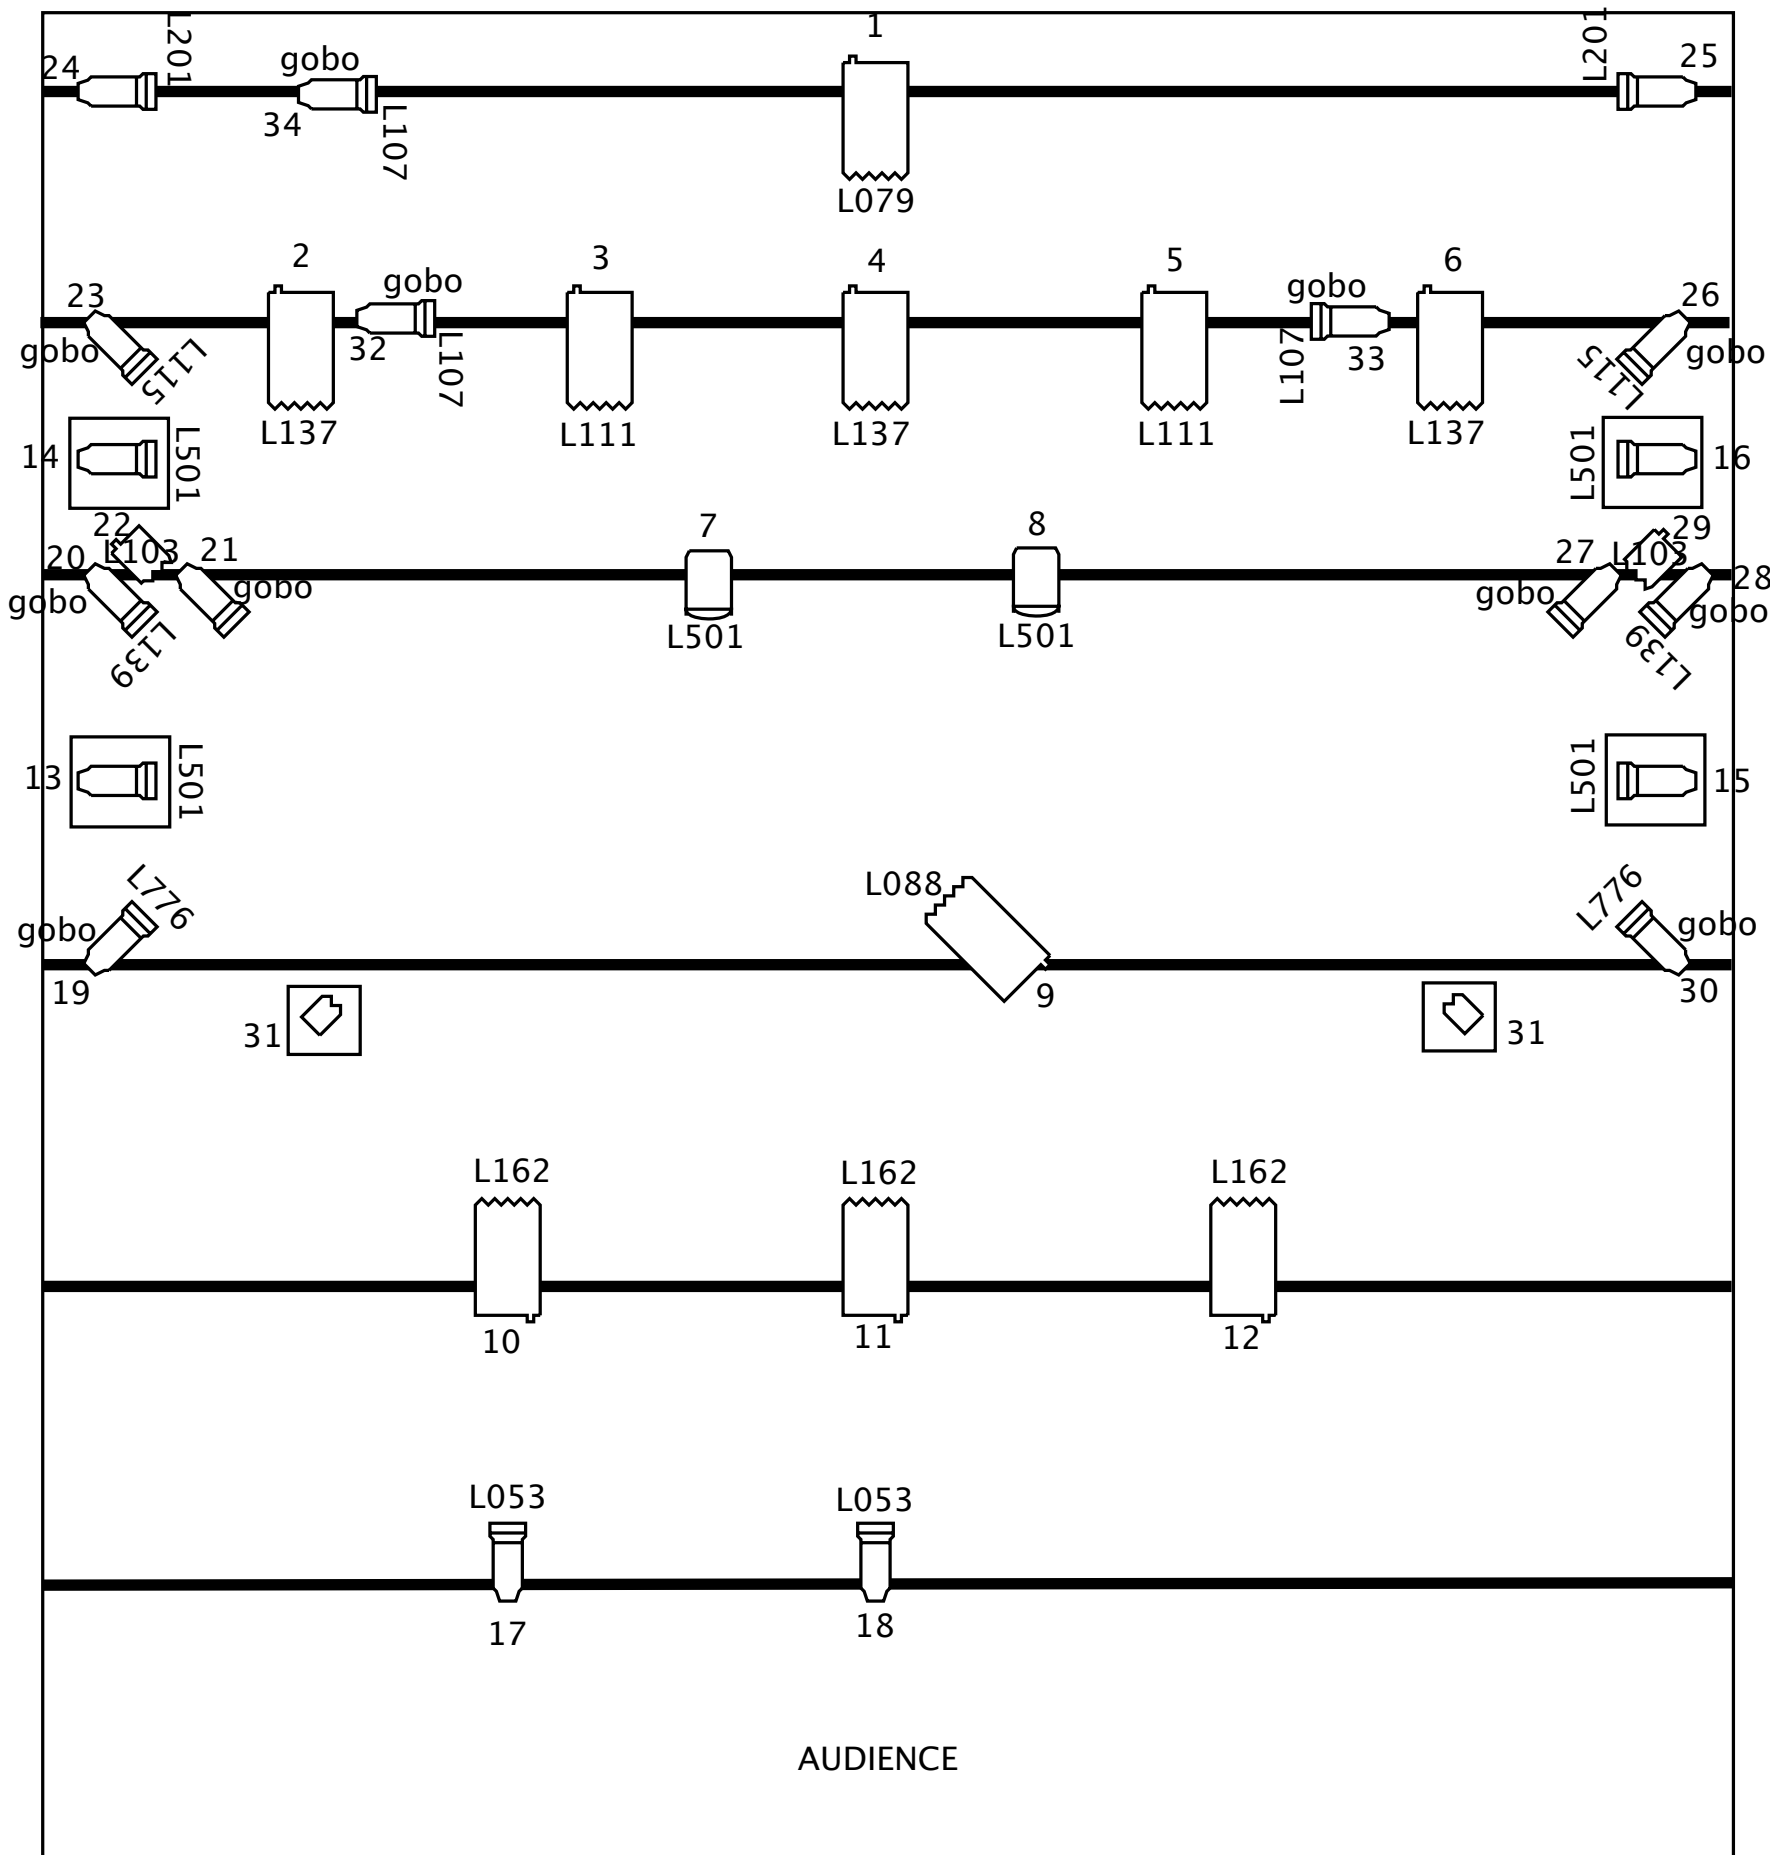 1
24
L201
gobo
34
L107
L079
L201
25
2
3
4
5
6
23
gobo
L115
gobo
32
L107
gobo
33
L107
26
gobo
L115
L137
L111
L137
L111
L137
14
L501
L501
16
22
20
L103
21
gobo
gobo
L139
7
L501
8
L501
29
27
L103
28
gobo
gobo
L139
13
L501
L501
15
L776
gobo
19
L088
9
L776
gobo
30
31
31
L162
L162
L162
10
11
12
L053
L053
17
18
AUDIENCE